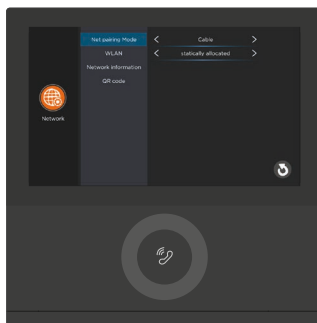 Net pairing Mode
Cable
WLAN
statically allocated
Network information
QR code
Network